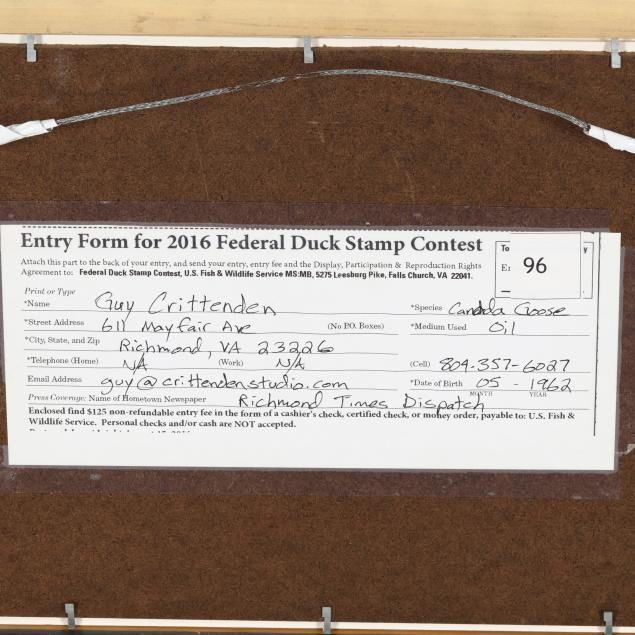 Entry Form for 2016 Federal Duck Stamp Contest
To y
96
Attach this part to the back of your entry, and send your entry, entry fee and the Display, Participation & Reproduction Rights
Agreement to: Federal Duck Stamp Contest, U.S. Fish & Wildlife Service MS:MB, 5275 Leesburg Pike, Falls Church, VA 22041.
Print or Type
*Name Guy Crittenden *Species Canada Goose
*Street Address 611 Mayfair Ave (No P.O. Boxes) *Medium Used Oil
*City, State, and Zip Richmond, VA 23226
*Telephone (Home) NA (Work) N/A (Cell) 804-357-6027
Email Address guy@crittendenstudio.com *Date of Birth 05 - 1962
MONTH YEAR
Press Coverage: Name of Hometown Newspaper Richmond Times Dispatch
Enclosed find $125 non-refundable entry fee in the form of a cashier's check, certified check, or money order, payable to: U.S. Fish &
Wildlife Service. Personal checks and/or cash are NOT accepted.